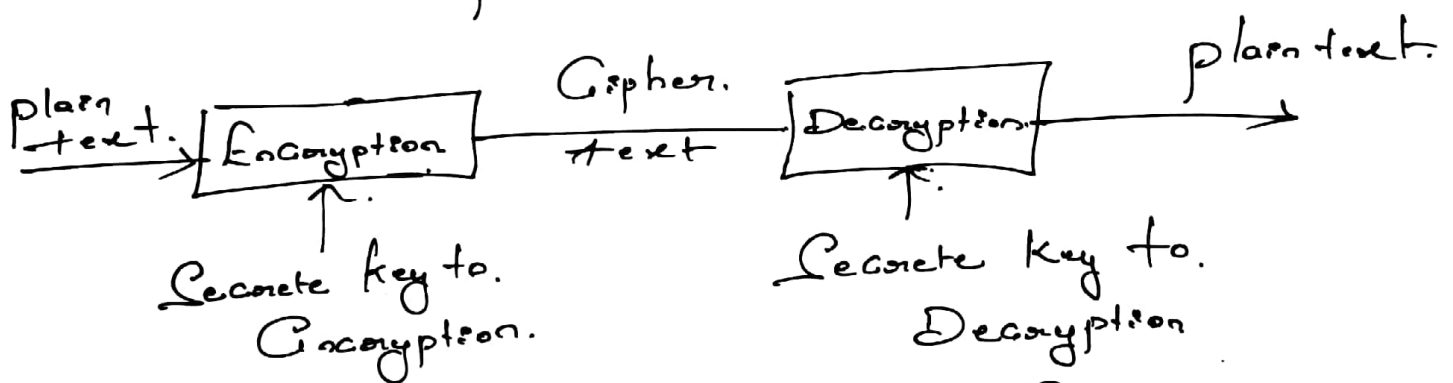 plain text.
Encryption
Cipher.
text
Decryption.
plain text.
Secrete key to.
Encryption.
Secrete Key to.
Decryption